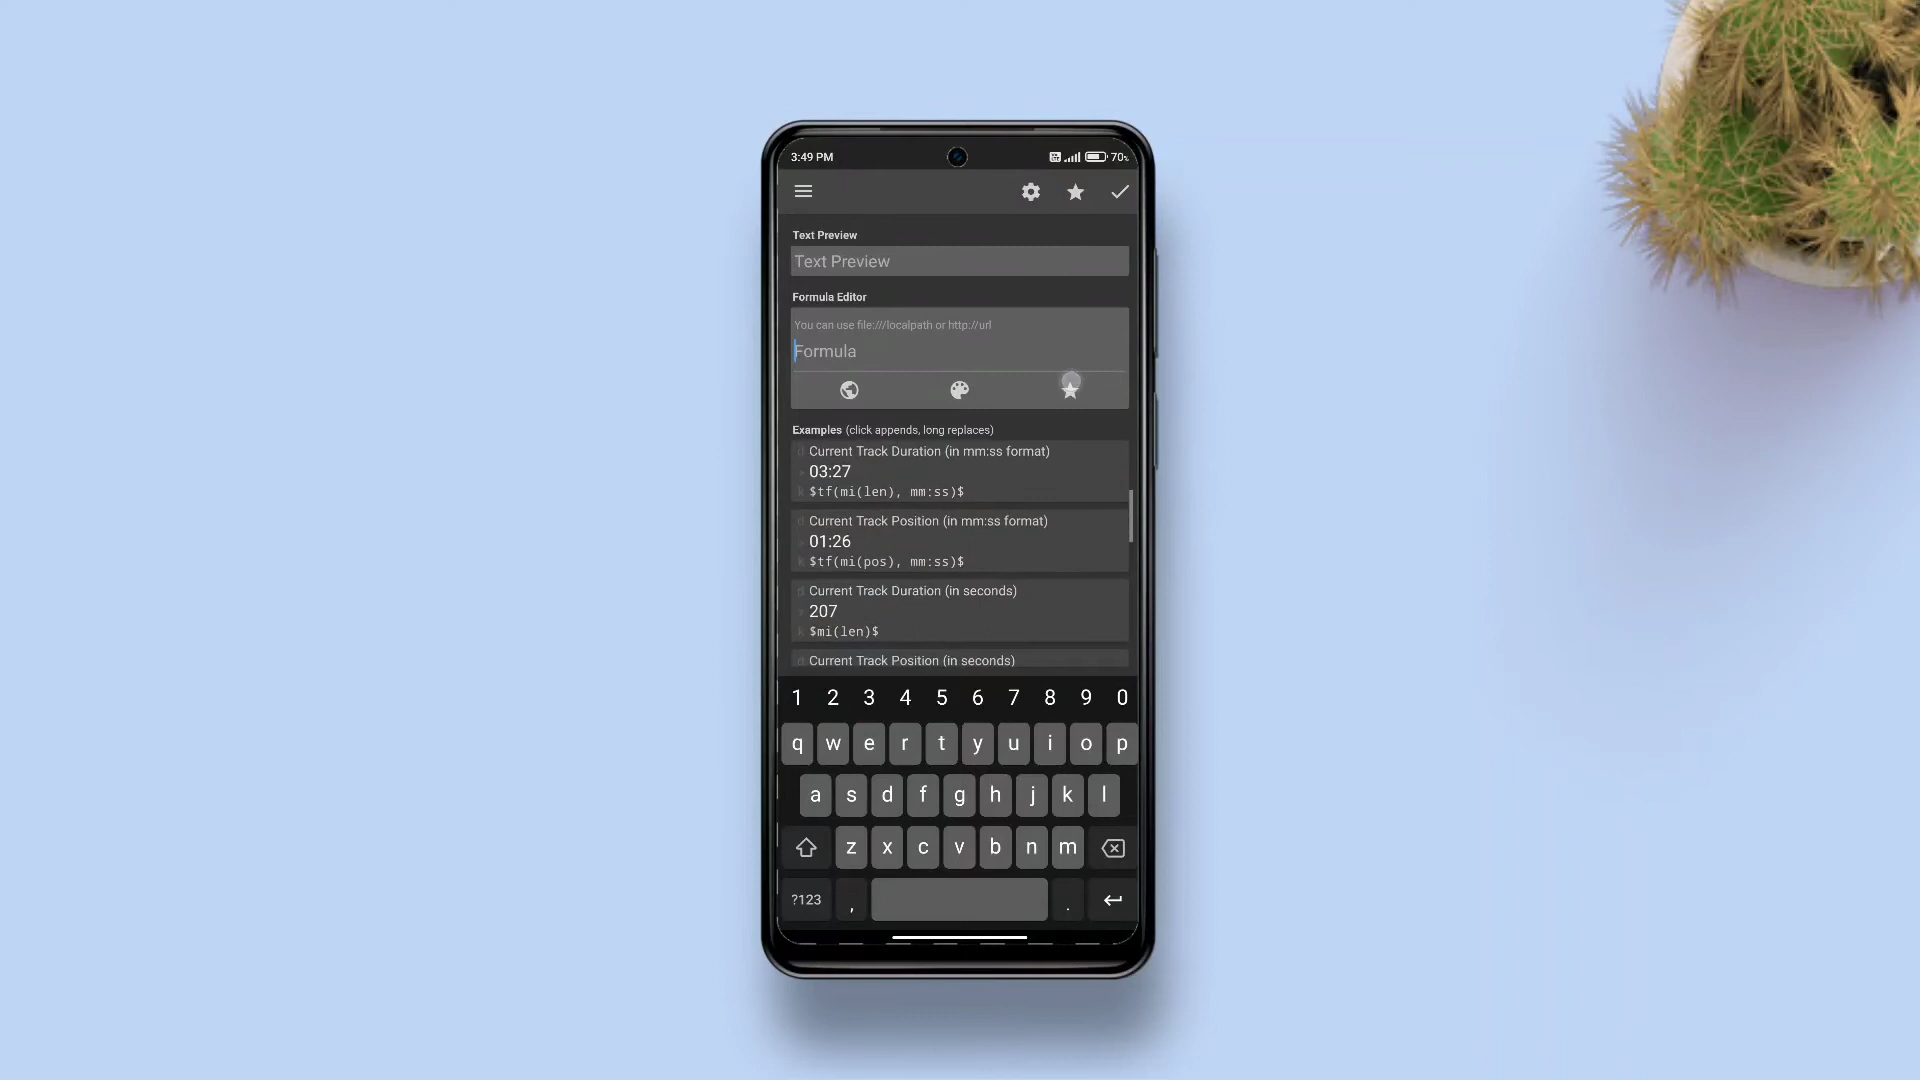 3:49 PM
70%
Text Preview
Text Preview
Formula Editor
You can use file:///localpath or http://url
Formula
Examples (click appends, long replaces)
Current Track Duration (in mm:ss format)
03:27
$tf(mi(len), mm:ss)$
Current Track Position (in mm:ss format)
01:26
$tf(mi(pos), mm:ss)$
Current Track Duration (in seconds)
207
$mi(len)$
Current Track Position (in seconds)
1 2 3 4 5 6 7 8 9 0
q w e r t y u i o p
a s d f g h j k l
z x c v b n m
?123 , .